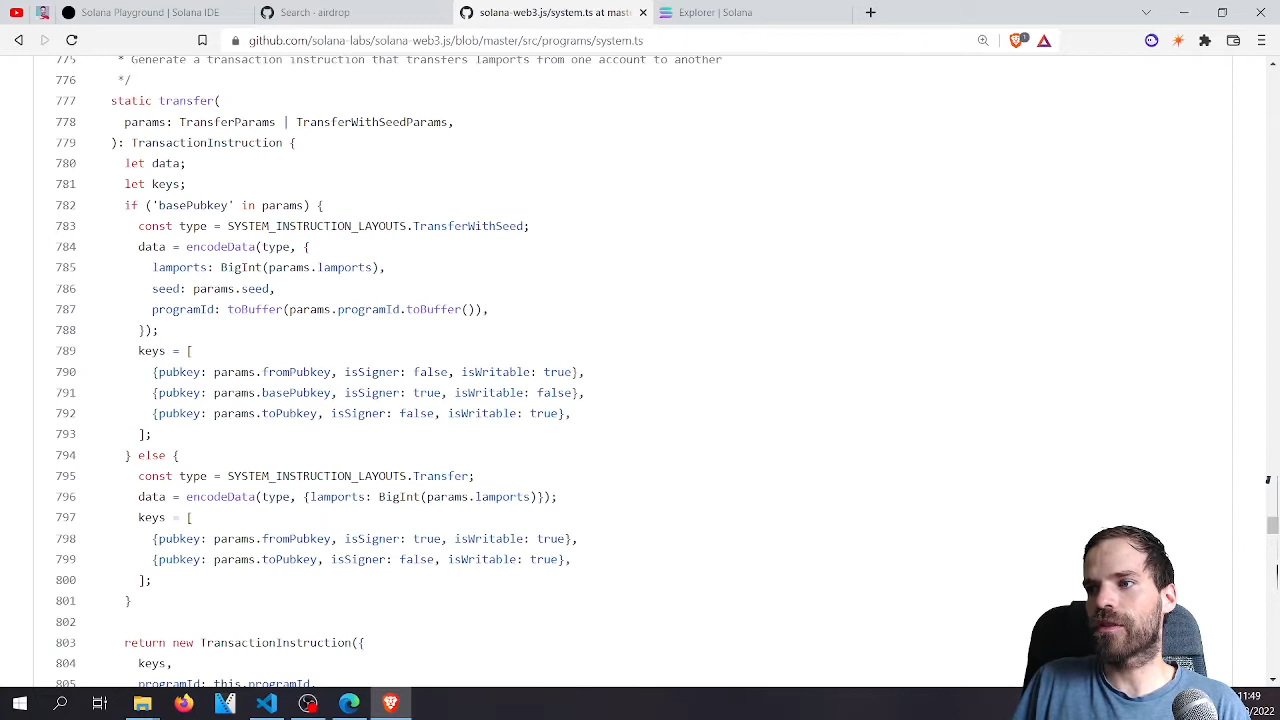 Solana Playground | Solana IDE
Search - airdrop
solana-web3.js/system.ts at mast
Explorer | Solana
github.com/solana-labs/solana-web3.js/blob/master/src/programs/system.ts
1
775 * Generate a transaction instruction that transfers lamports from one account to another
776 */
777 static transfer(
778 params: TransferParams | TransferWithSeedParams,
779 ): TransactionInstruction {
780 let data;
781 let keys;
782 if ('basePubkey' in params) {
783 const type = SYSTEM_INSTRUCTION_LAYOUTS.TransferWithSeed;
784 data = encodeData(type, {
785 lamports: BigInt(params.lamports),
786 seed: params.seed,
787 programId: toBuffer(params.programId.toBuffer()),
788 });
789 keys = [
790 {pubkey: params.fromPubkey, isSigner: false, isWritable: true},
791 {pubkey: params.basePubkey, isSigner: true, isWritable: false},
792 {pubkey: params.toPubkey, isSigner: false, isWritable: true},
793 ];
794 } else {
795 const type = SYSTEM_INSTRUCTION_LAYOUTS.Transfer;
796 data = encodeData(type, {lamports: BigInt(params.lamports)});
797 keys = [
798 {pubkey: params.fromPubkey, isSigner: true, isWritable: true},
799 {pubkey: params.toPubkey, isSigner: false, isWritable: true},
800 ];
801 }
802
803 return new TransactionInstruction({
804 keys,
805 programId: this.programId,
:49
/2022